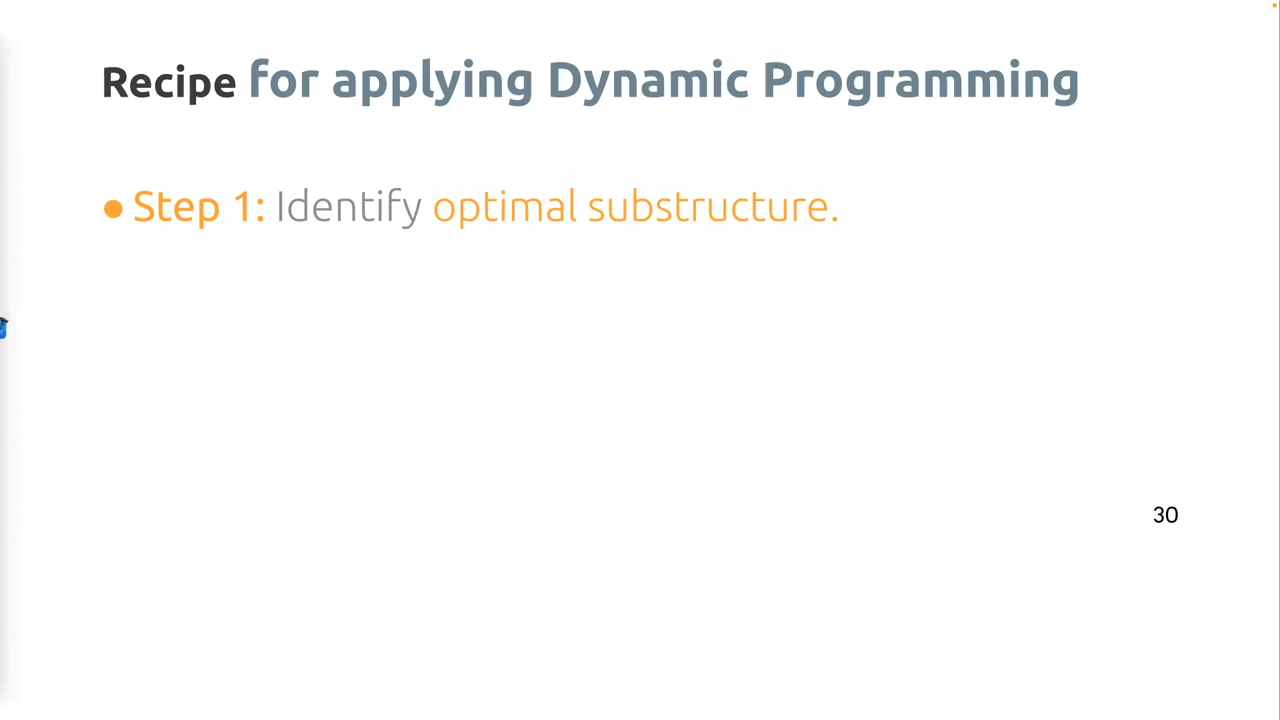 Recipe for applying Dynamic Programming
● Step 1: Identify optimal substructure.
30